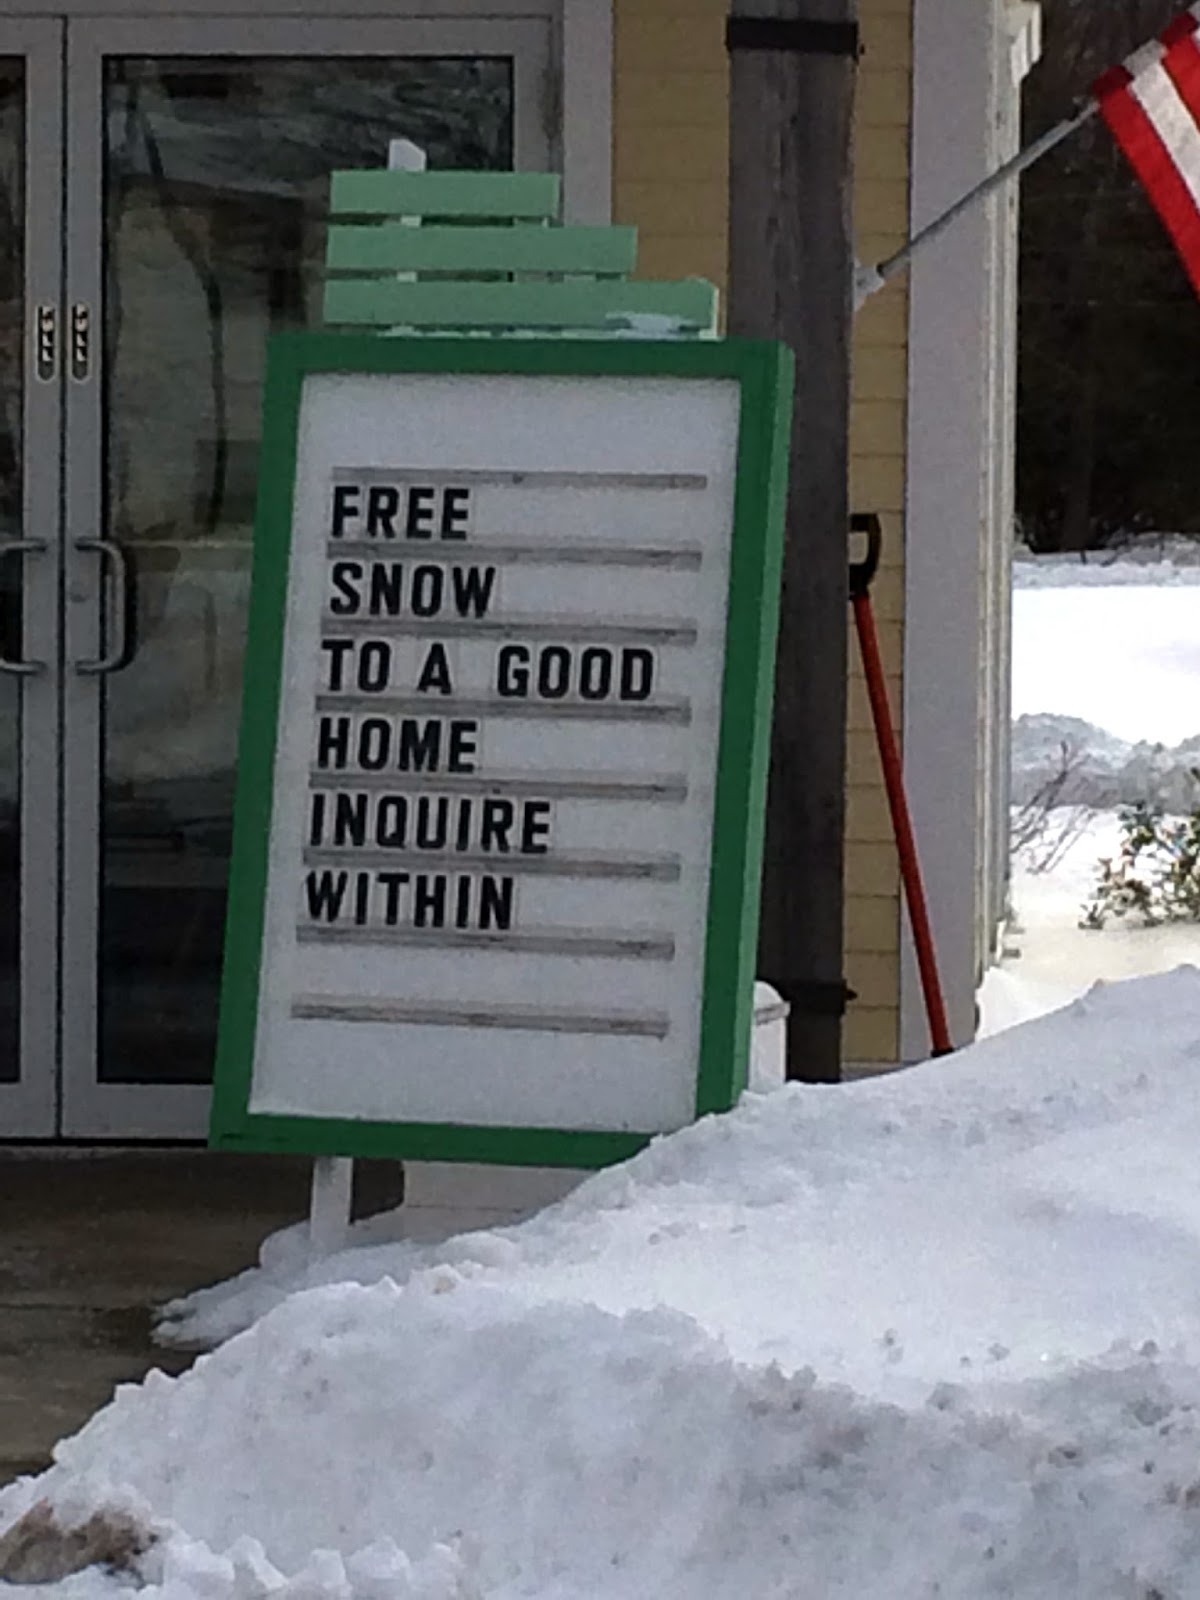 FREE
SNOW
TO A GOOD
HOME
INQUIRE
WITHIN